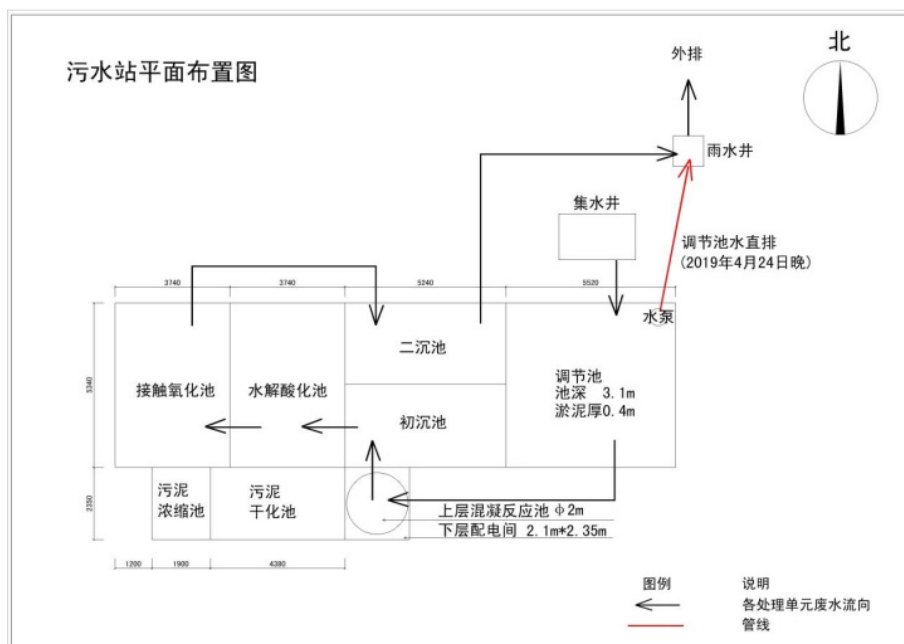 污水站平面布置图
外排
北
雨水井
集水井
调节池水直排
(2019年4月24日晚)
3740
3740
5240
5520
水泵
二沉池
接触氧化池
水解酸化池
初沉池
调节池
池深 3.1m
淤泥厚0.4m
5340
2350
污泥
浓缩池
污泥
干化池
上层混凝反应池φ2m
下层配电间 2.1m*2.35m
1200
1900
4380
图例
说明
各处理单元废水流向
管线